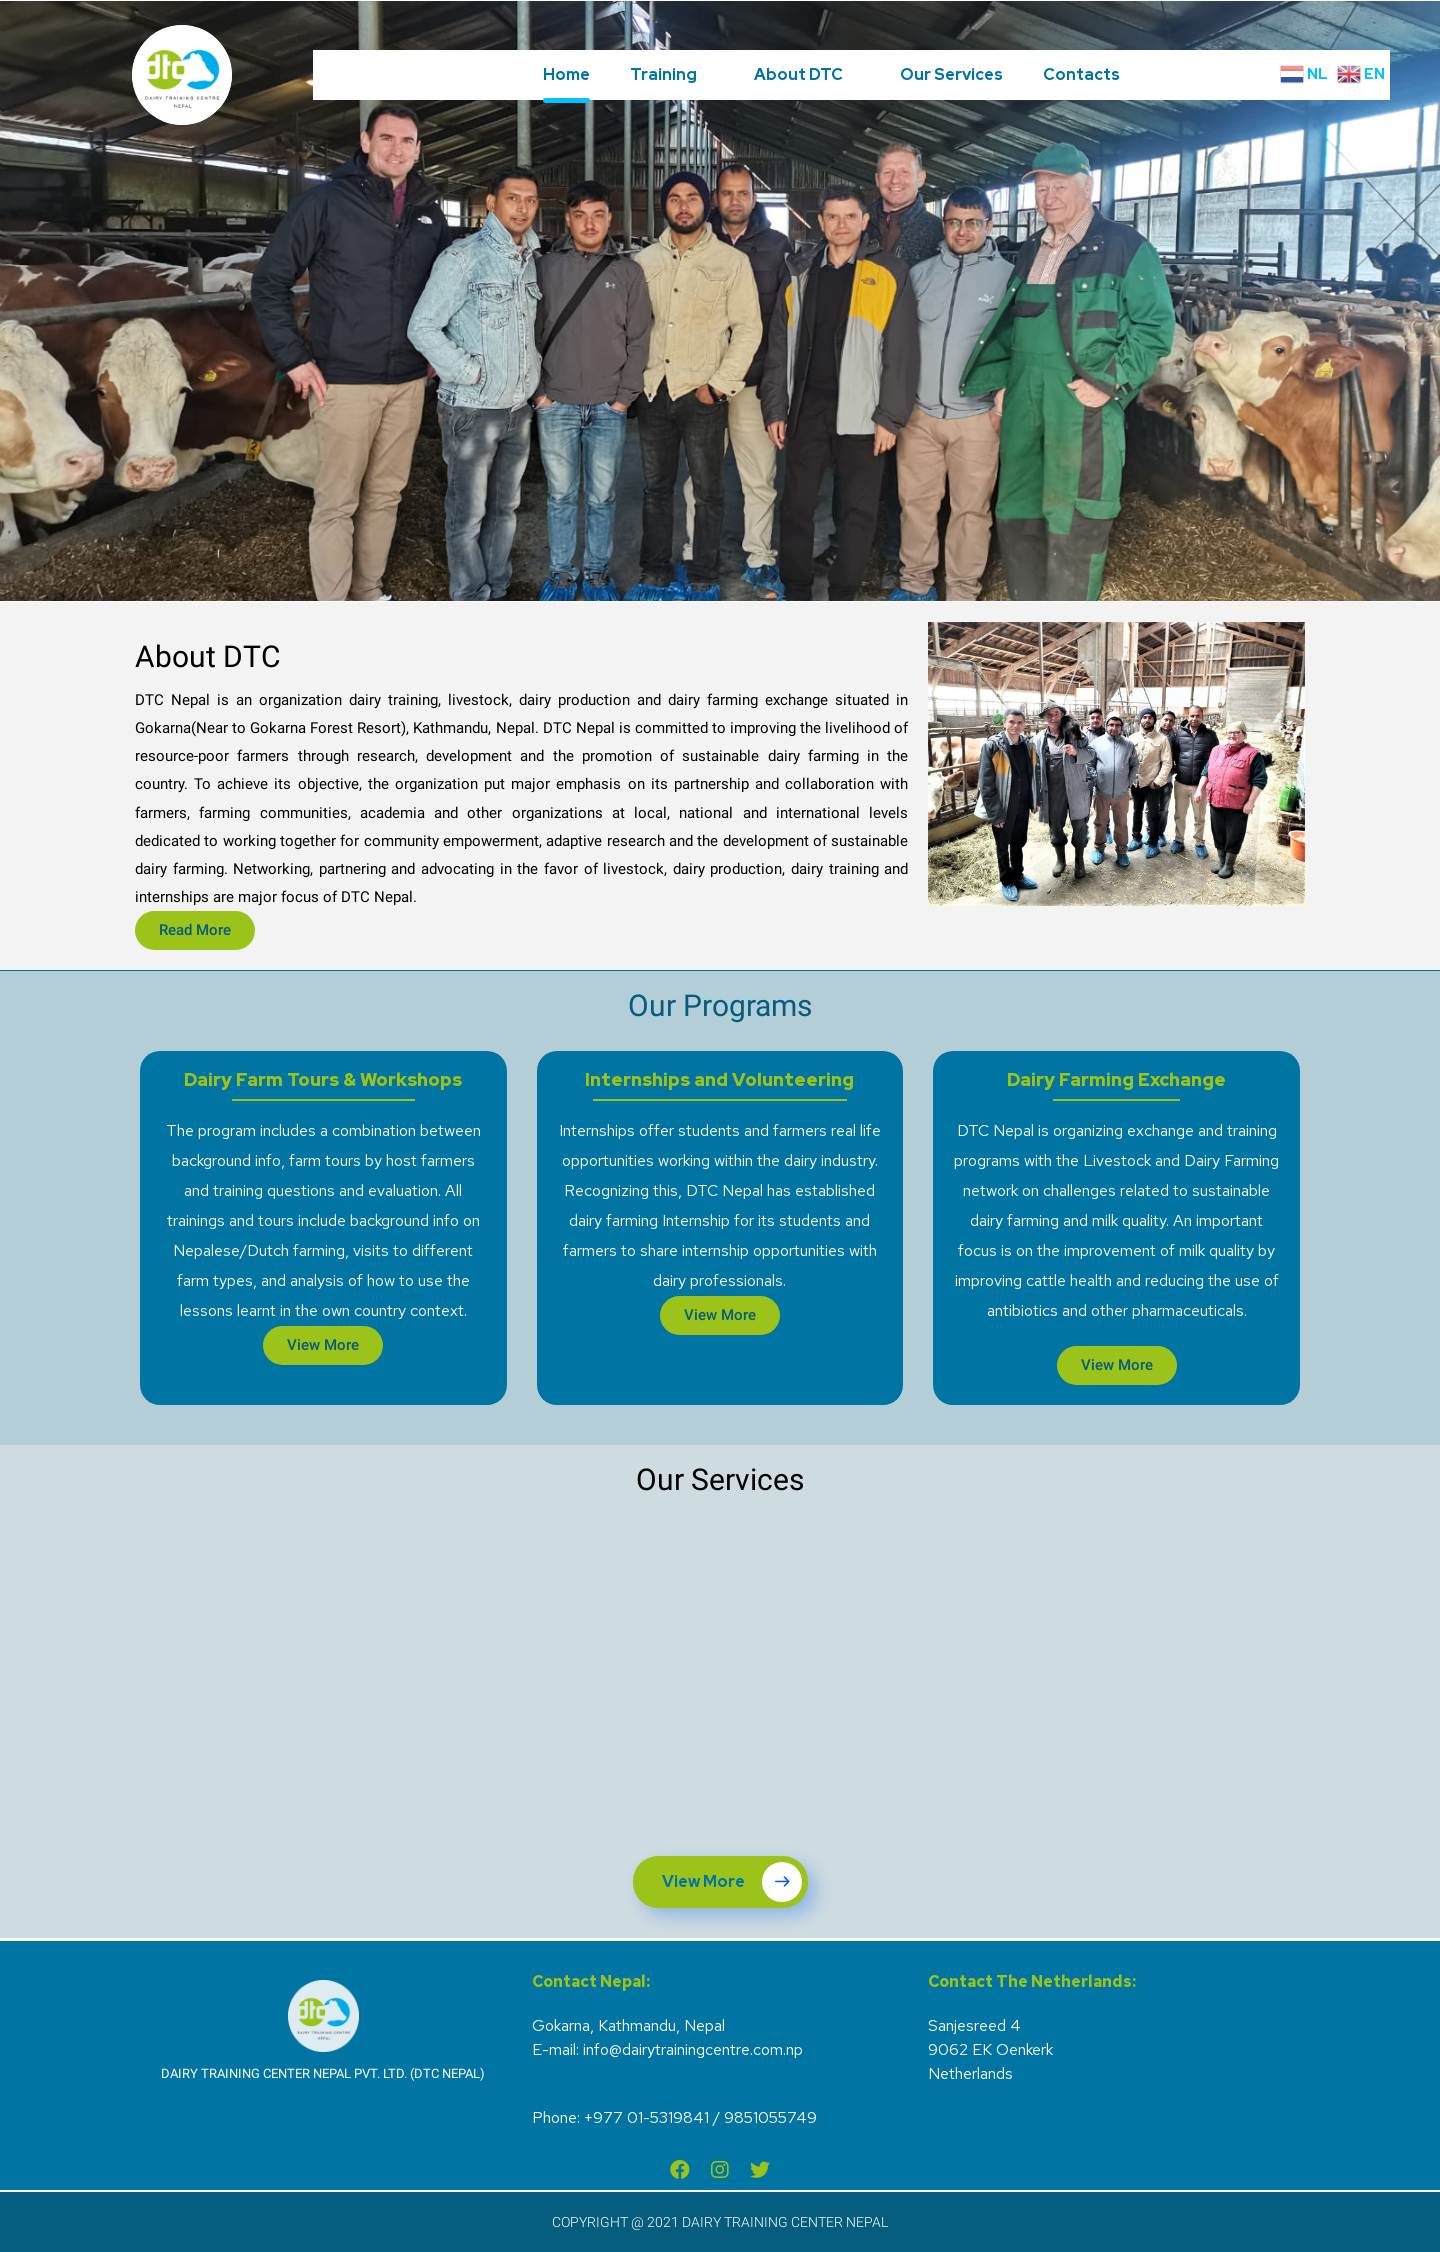 dtc
DAIRY TRAINING CENTRE
NEPAL
Home Training About DTC Our Services Contacts NL EN
About DTC
DTC Nepal is an organization dairy training, livestock, dairy production and dairy farming exchange situated in
Gokarna(Near to Gokarna Forest Resort), Kathmandu, Nepal. DTC Nepal is committed to improving the livelihood of
resource-poor farmers through research, development and the promotion of sustainable dairy farming in the
country. To achieve its objective, the organization put major emphasis on its partnership and collaboration with
farmers, farming communities, academia and other organizations at local, national and international levels
dedicated to working together for community empowerment, adaptive research and the development of sustainable
dairy farming. Networking, partnering and advocating in the favor of livestock, dairy production, dairy training and
internships are major focus of DTC Nepal.
Read More
Our Programs
Dairy Farm Tours & Workshops
The program includes a combination between
background info, farm tours by host farmers
and training questions and evaluation. All
trainings and tours include background info on
Nepalese/Dutch farming, visits to different
farm types, and analysis of how to use the
lessons learnt in the own country context.
View More
Internships and Volunteering
Internships offer students and farmers real life
opportunities working within the dairy industry.
Recognizing this, DTC Nepal has established
dairy farming Internship for its students and
farmers to share internship opportunities with
dairy professionals.
View More
Dairy Farming Exchange
DTC Nepal is organizing exchange and training
programs with the Livestock and Dairy Farming
network on challenges related to sustainable
dairy farming and milk quality. An important
focus is on the improvement of milk quality by
improving cattle health and reducing the use of
antibiotics and other pharmaceuticals.
View More
Our Services
View More
dtc
DAIRY TRAINING CENTRE
NEPAL
DAIRY TRAINING CENTER NEPAL PVT. LTD. (DTC NEPAL)
Contact Nepal:
Gokarna, Kathmandu, Nepal
E-mail: info@dairytrainingcentre.com.np
Phone: +977 01-5319841 / 9851055749
Contact The Netherlands:
Sanjesreed 4
9062 EK Oenkerk
Netherlands
COPYRIGHT @ 2021 DAIRY TRAINING CENTER NEPAL